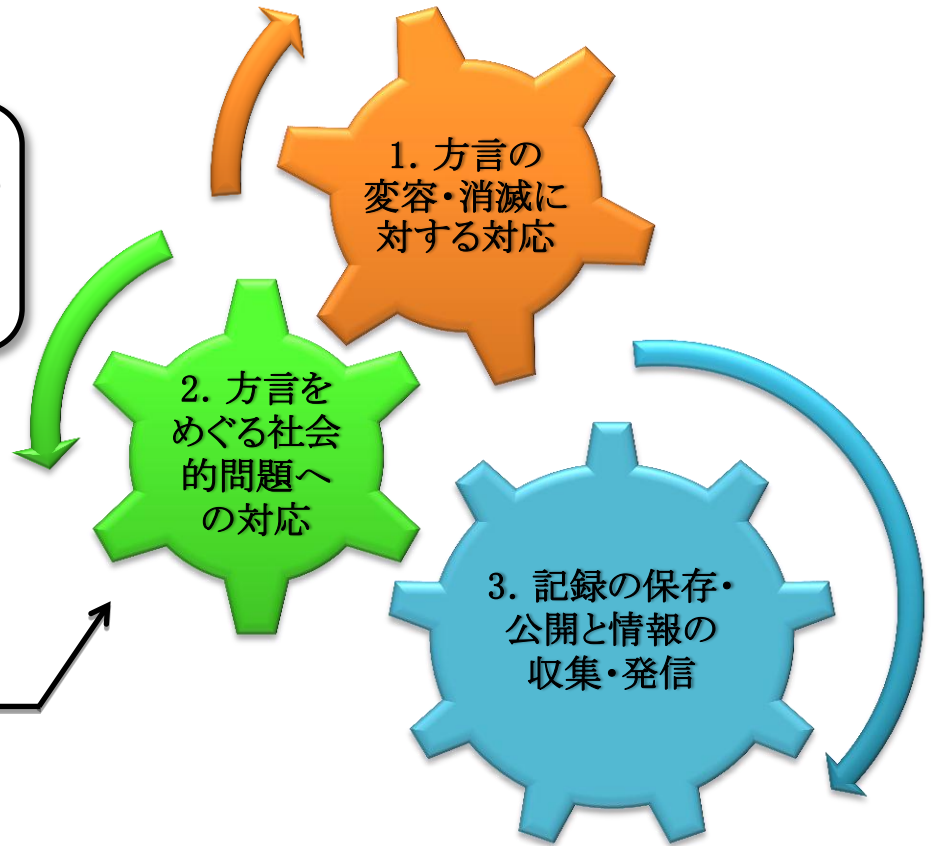 1. 方言の
変容・消滅に
対する対応
2. 方言を
めぐる社会
的問題へ
の対応
3. 記録の保存・
公開と情報の
収集・発信